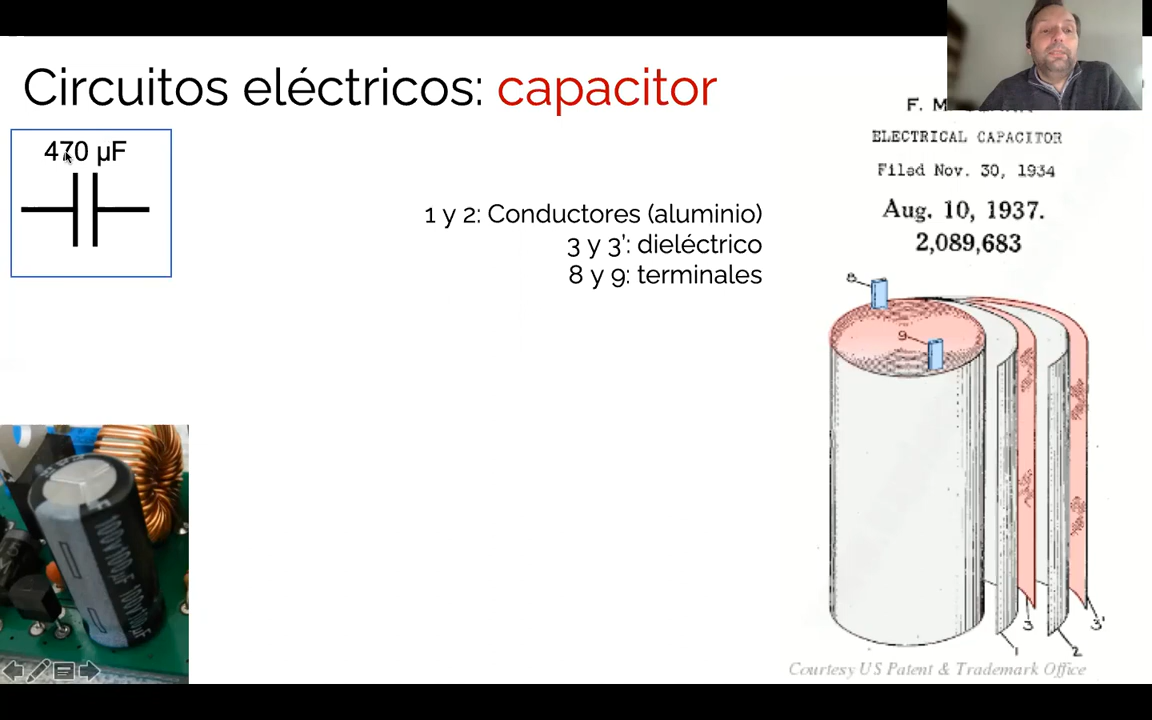 Circuitos eléctricos: capacitor
470 µF
1 y 2: Conductores (aluminio)
3 y 3': dieléctrico
8 y 9: terminales
F. M.
ELECTRICAL CAPACITOR
Filed Nov. 30, 1934
Aug. 10, 1937.
2,089,683
8
9
3
3'
1
2
100V100µF 100V100µF
Courtesy US Patent & Trademark Office